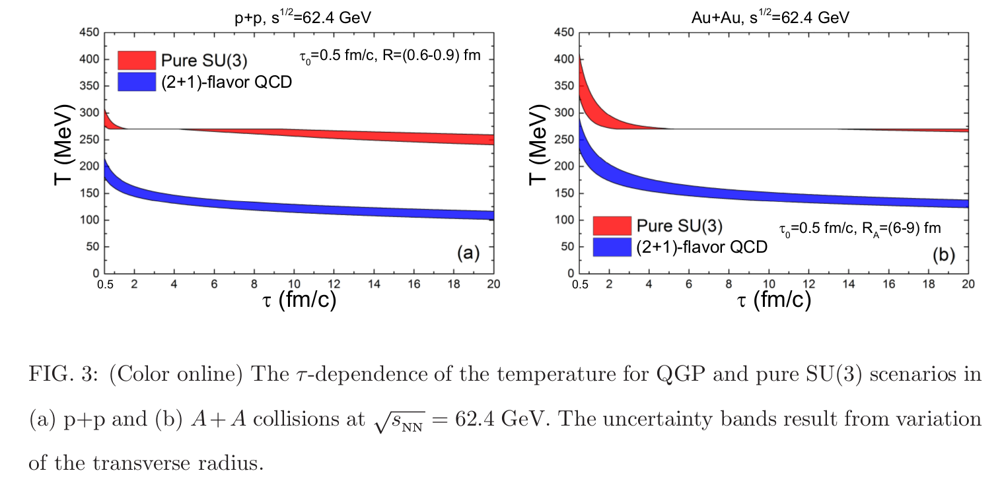 p+p, s^1/2=62.4 GeV
450
400
350
300
250
200
150
100
50
0
T (MeV)
Pure SU(3)
(2+1)-flavor QCD
τ0=0.5 fm/c, R=(0.6-0.9) fm
(a)
0.5 2 4 6 8 10 12 14 16 18 20
τ (fm/c)
Au+Au, s^1/2=62.4 GeV
450
400
350
300
250
200
150
100
50
0
T (MeV)
Pure SU(3)
(2+1)-flavor QCD
τ0=0.5 fm/c, RA=(6-9) fm
(b)
0.5 2 4 6 8 10 12 14 16 18 20
τ (fm/c)
FIG. 3: (Color online) The τ-dependence of the temperature for QGP and pure SU(3) scenarios in
(a) p+p and (b) A+A collisions at √sNN = 62.4 GeV. The uncertainty bands result from variation
of the transverse radius.